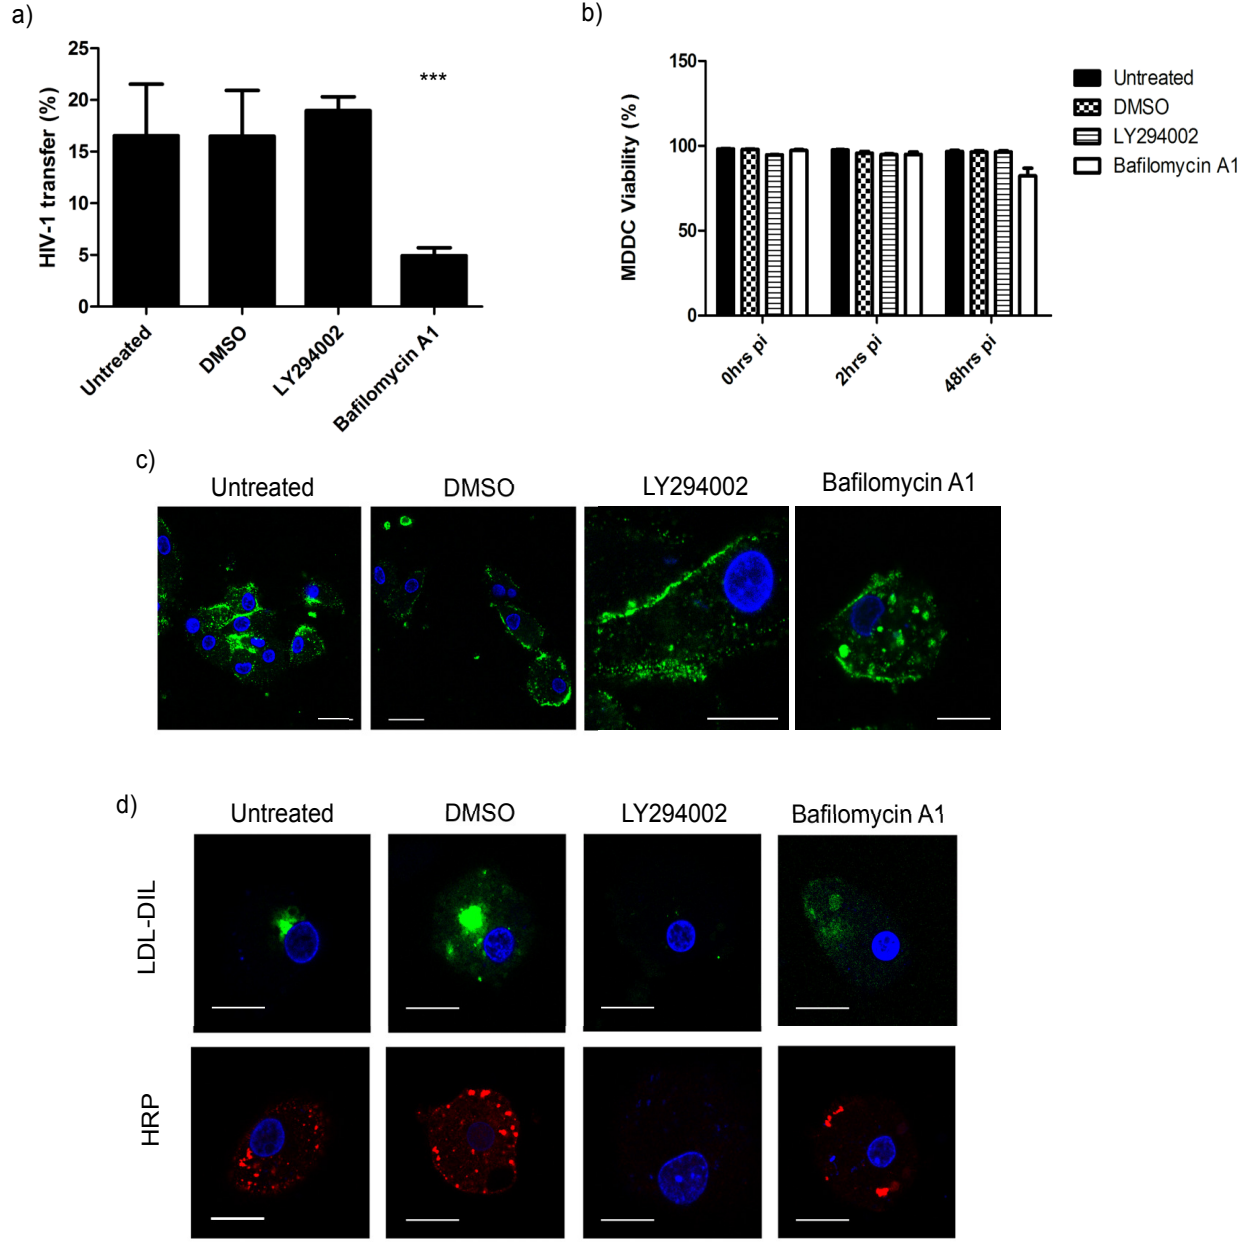 a)
25
20
15
10
5
0
HIV-1 transfer (%)
***
Untreated
DMSO
LY294002
Bafilomycin A1
b)
150
100
50
0
MDDC Viability (%)
0hrs pi
2hrs pi
48hrs pi
Untreated
DMSO
LY294002
Bafilomycin A1
c)
Untreated
DMSO
LY294002
Bafilomycin A1
d)
Untreated
DMSO
LY294002
Bafilomycin A1
LDL-DIL
HRP